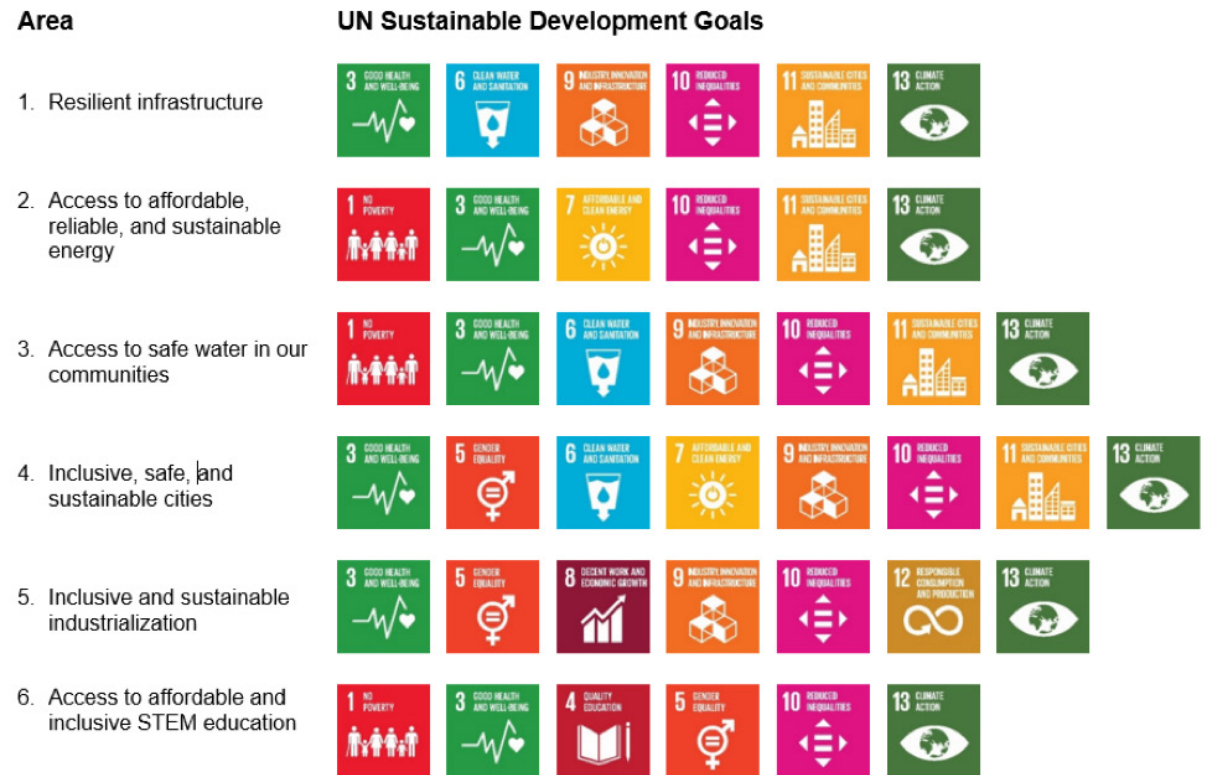 Area
UN Sustainable Development Goals
1. Resilient infrastructure
3 GOOD HEALTH
AND WELL-BEING
6 CLEAN WATER
AND SANITATION
9 INDUSTRY, INNOVATION
AND INFRASTRUCTURE
10 REDUCED
INEQUALITIES
11 SUSTAINABLE CITIES
AND COMMUNITIES
13 CLIMATE
ACTION
2. Access to affordable,
reliable, and sustainable
energy
1 NO
POVERTY
3 GOOD HEALTH
AND WELL-BEING
7 AFFORDABLE AND
CLEAN ENERGY
10 REDUCED
INEQUALITIES
11 SUSTAINABLE CITIES
AND COMMUNITIES
13 CLIMATE
ACTION
3. Access to safe water in our
communities
1 NO
POVERTY
3 GOOD HEALTH
AND WELL-BEING
6 CLEAN WATER
AND SANITATION
9 INDUSTRY, INNOVATION
AND INFRASTRUCTURE
10 REDUCED
INEQUALITIES
11 SUSTAINABLE CITIES
AND COMMUNITIES
13 CLIMATE
ACTION
4. Inclusive, safe, and
sustainable cities
3 GOOD HEALTH
AND WELL-BEING
5 GENDER
EQUALITY
6 CLEAN WATER
AND SANITATION
7 AFFORDABLE AND
CLEAN ENERGY
9 INDUSTRY, INNOVATION
AND INFRASTRUCTURE
10 REDUCED
INEQUALITIES
11 SUSTAINABLE CITIES
AND COMMUNITIES
13 CLIMATE
ACTION
5. Inclusive and sustainable
industrialization
3 GOOD HEALTH
AND WELL-BEING
5 GENDER
EQUALITY
8 DECENT WORK AND
ECONOMIC GROWTH
9 INDUSTRY, INNOVATION
AND INFRASTRUCTURE
10 REDUCED
INEQUALITIES
12 RESPONSIBLE
CONSUMPTION
AND PRODUCTION
13 CLIMATE
ACTION
6. Access to affordable and
inclusive STEM education
1 NO
POVERTY
3 GOOD HEALTH
AND WELL-BEING
4 QUALITY
EDUCATION
5 GENDER
EQUALITY
10 REDUCED
INEQUALITIES
13 CLIMATE
ACTION